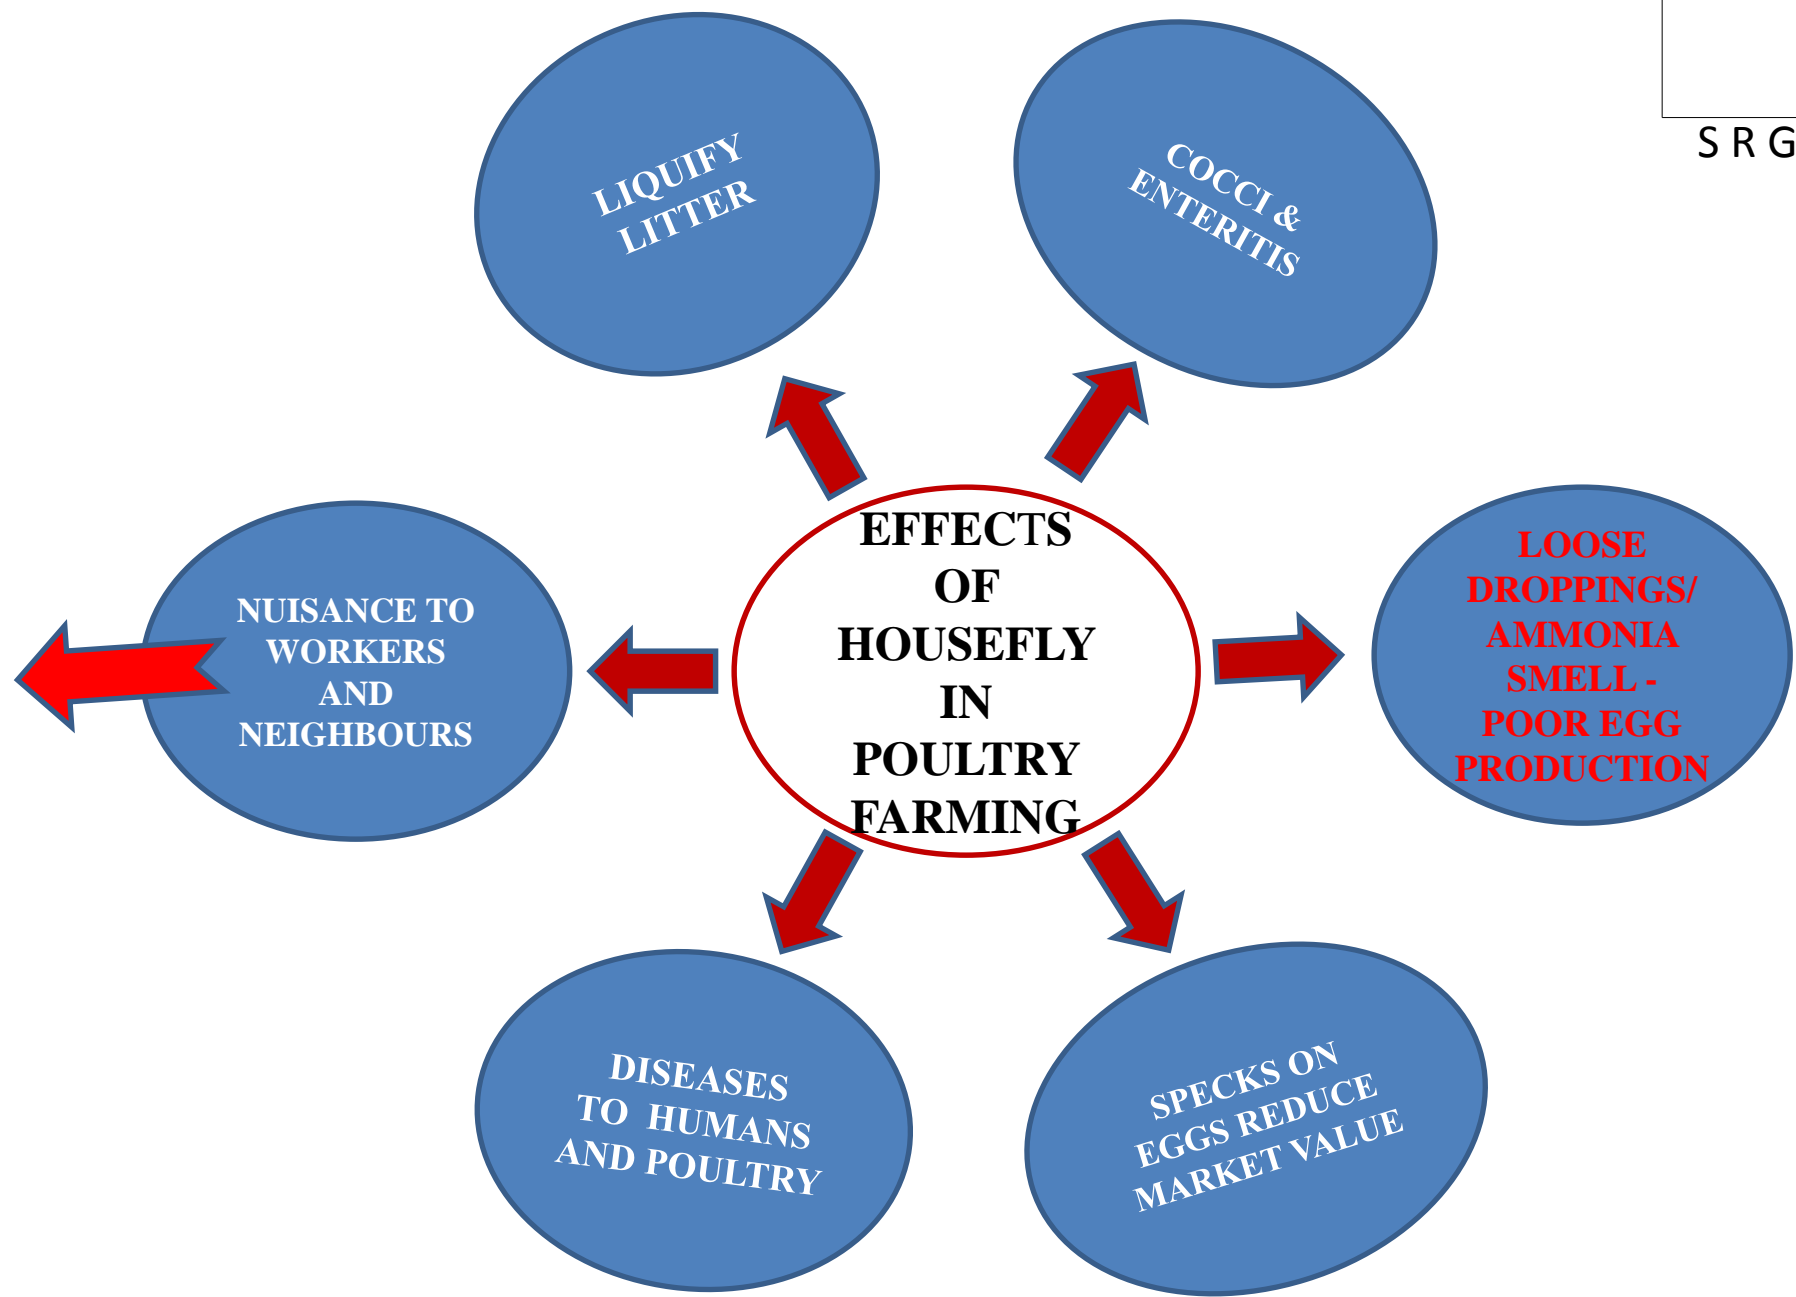 S R G
LIQUIFY
LITTER
COCCI &
ENTERITIS
EFFECTS
OF
HOUSEFLY
IN
POULTRY
FARMING
LOOSE
DROPPINGS/
AMMONIA
SMELL -
POOR EGG
PRODUCTION
NUISANCE TO
WORKERS
AND
NEIGHBOURS
DISEASES
TO HUMANS
AND POULTRY
SPECKS ON
EGGS REDUCE
MARKET VALUE